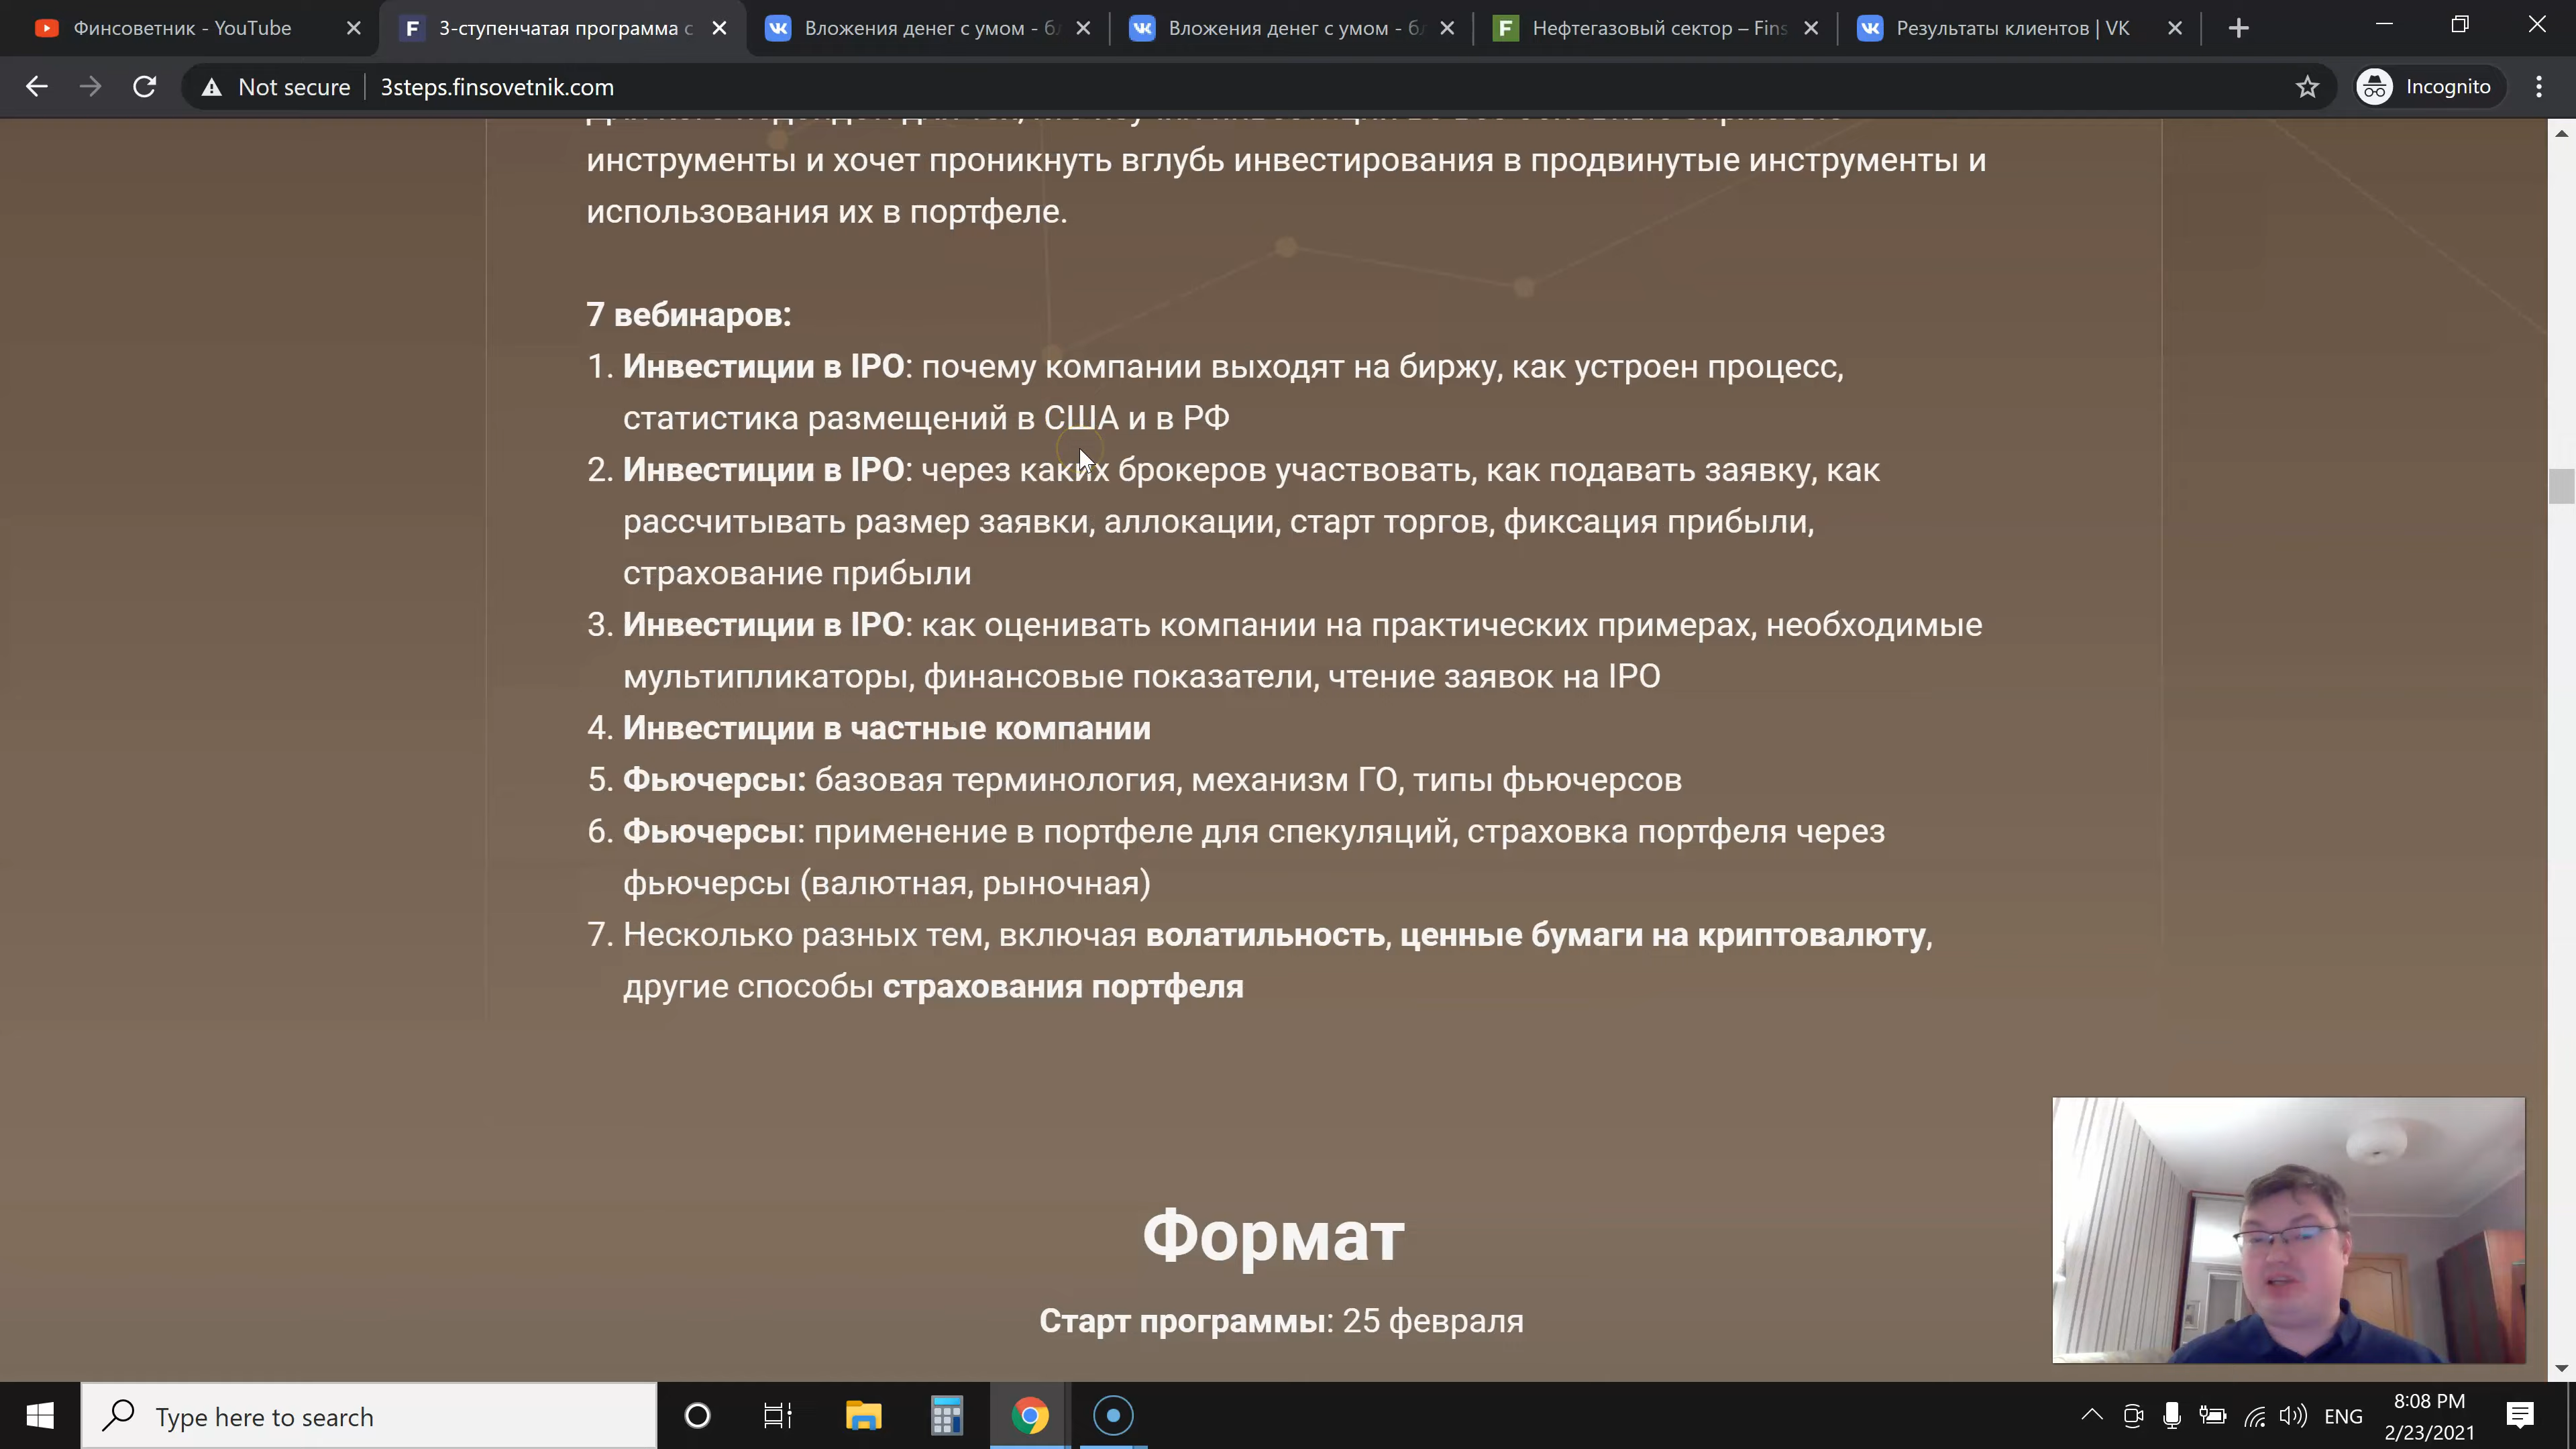 Финсоветник - YouTube
3-ступенчатая программа с
Вложения денег с умом - бл
Вложения денег с умом - бл
Нефтегазовый сектор – Fins
Результаты клиентов | VK
Not secure
3steps.finsovetnik.com
Incognito
инструменты и хочет проникнуть вглубь инвестирования в продвинутые инструменты и
использования их в портфеле.
7 вебинаров:
1. Инвестиции в IPO: почему компании выходят на биржу, как устроен процесс,
статистика размещений в США и в РФ
2. Инвестиции в IPO: через каких брокеров участвовать, как подавать заявку, как
рассчитывать размер заявки, аллокации, старт торгов, фиксация прибыли,
страхование прибыли
3. Инвестиции в IPO: как оценивать компании на практических примерах, необходимые
мультипликаторы, финансовые показатели, чтение заявок на IPO
4. Инвестиции в частные компании
5. Фьючерсы: базовая терминология, механизм ГО, типы фьючерсов
6. Фьючерсы: применение в портфеле для спекуляций, страховка портфеля через
фьючерсы (валютная, рыночная)
7. Несколько разных тем, включая волатильность, ценные бумаги на криптовалюту,
другие способы страхования портфеля
Формат
Старт программы: 25 февраля
Type here to search
ENG
8:08 PM
2/23/2021